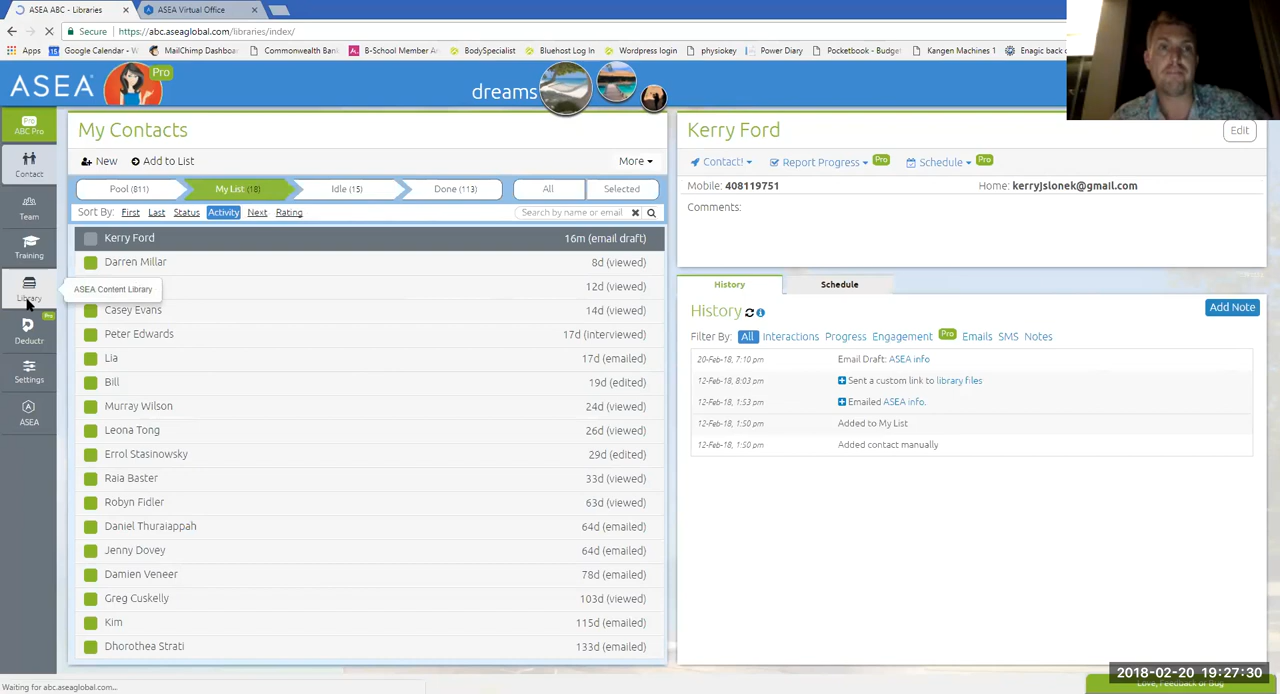 ASEA ABC - Libraries
ASEA Virtual Office
Secure
https://abc.aseaglobal.com/libraries/index/
Apps
Google Calendar - W
MailChimp Dashboar
Commonwealth Bank
B-School Member A
BodySpecialist
Bluehost Log In
Wordpress login
physiokey
Power Diary
Pocketbook - Budget
Kangen Machines 1
Enagic back of
ASEA
Pro
dreams
Pro
ABC Pro
Contact
Team
Training
Library
ASEA Content Library
Pro
Deductr
Settings
ASEA
My Contacts
New
Add to List
More
Pool (811)
My List (18)
Idle (15)
Done (113)
All
Selected
Sort By: First Last Status Activity Next Rating
Search by name or email
Kerry Ford 16m (email draft)
Darren Millar 8d (viewed)
12d (viewed)
Casey Evans 14d (viewed)
Peter Edwards 17d (interviewed)
Lia 17d (emailed)
Bill 19d (edited)
Murray Wilson 24d (viewed)
Leona Tong 26d (viewed)
Errol Stasinowsky 29d (edited)
Raia Baster 33d (viewed)
Robyn Fidler 63d (viewed)
Daniel Thuraiappah 64d (emailed)
Jenny Dovey 64d (emailed)
Damien Veneer 78d (emailed)
Greg Cuskelly 103d (viewed)
Kim 115d (emailed)
Dhorothea Strati 133d (emailed)
Kerry Ford
Edit
Contact!
Report Progress
Pro
Schedule
Pro
Mobile: 408119751
Home: kerryjslonek@gmail.com
Comments:
History
Schedule
History
Add Note
Filter By: All Interactions Progress Engagement Pro Emails SMS Notes
20-Feb-18, 7:10 pm Email Draft: ASEA info
12-Feb-18, 8:03 pm Sent a custom link to library files
12-Feb-18, 1:53 pm Emailed ASEA info.
12-Feb-18, 1:50 pm Added to My List
12-Feb-18, 1:50 pm Added contact manually
2018-02-20 19:27:30
Love, Feedback or Bug
Waiting for abc.aseaglobal.com...